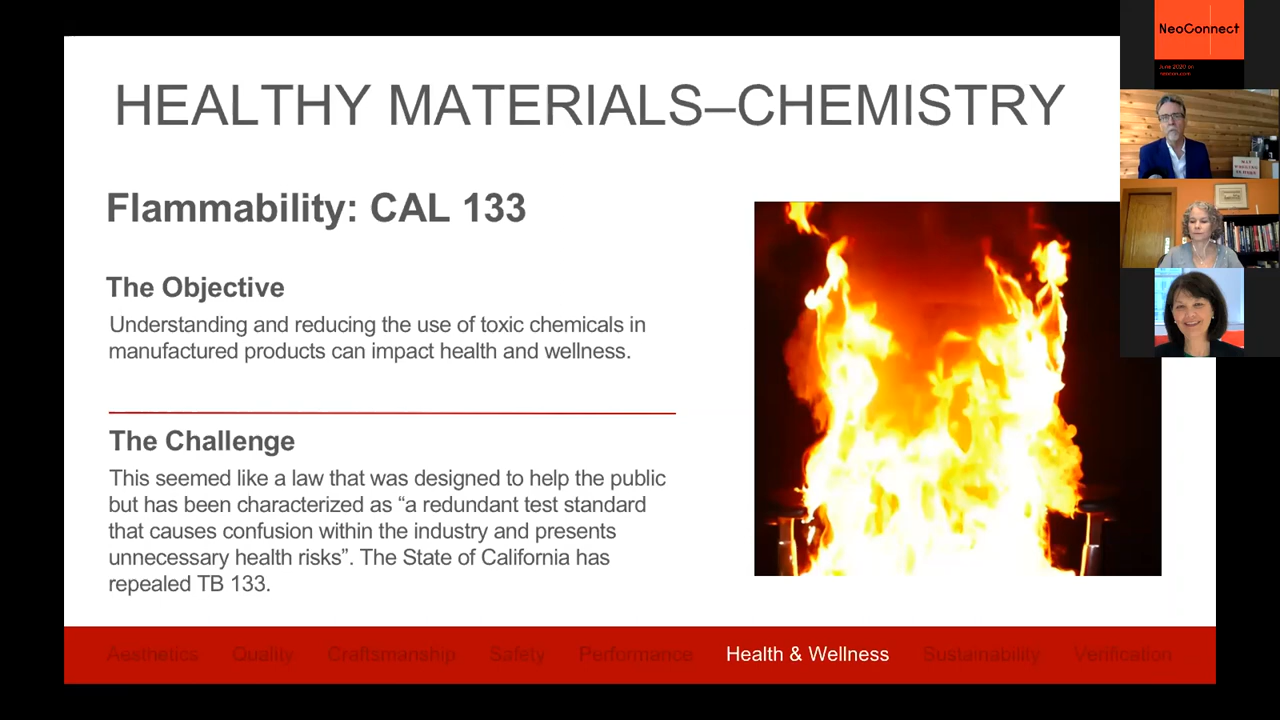 HEALTHY MATERIALS–CHEMISTRY
Flammability: CAL 133
The Objective
Understanding and reducing the use of toxic chemicals in
manufactured products can impact health and wellness.
The Challenge
This seemed like a law that was designed to help the public
but has been characterized as “a redundant test standard
that causes confusion within the industry and presents
unnecessary health risks”. The State of California has
repealed TB 133.
Aesthetics Quality Craftsmanship Safety Performance Health & Wellness Sustainability Verification
NeoConnect
June 2020 on